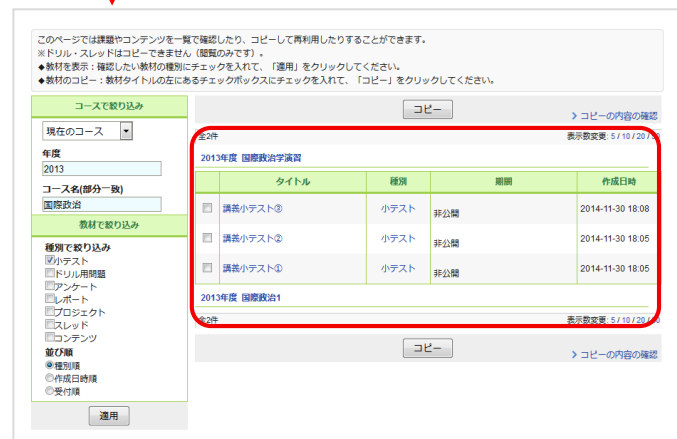 このページでは課題やコンテンツを一覧で確認したり、コピーして再利用したりすることができます。
※ドリル・スレッドはコピーできません（閲覧のみです）。
◆教材を表示：確認したい教材の種別にチェックを入れて、「適用」をクリックしてください。
◆教材のコピー：教材タイトルの左にあるチェックボックスにチェックを入れて、「コピー」をクリックしてください。
コースで絞り込み
現在のコース
年度
2013
コース名(部分一致)
国際政治
教材で絞り込み
種別で絞り込み
小テスト
ドリル用問題
アンケート
レポート
プロジェクト
スレッド
コンテンツ
並び順
種別順
作成日時順
受付順
適用
コピー
コピーの内容の確認
全2件 表示数変更: 5 / 10 / 20 /
2013年度 国際政治学演習
タイトル 種別 期間 作成日時
講義小テスト③ 小テスト 非公開 2014-11-30 18:08
講義小テスト② 小テスト 非公開 2014-11-30 18:05
講義小テスト① 小テスト 非公開 2014-11-30 18:05
2013年度 国際政治1
全2件 表示数変更: 5 / 10 / 20 /
コピー
コピーの内容の確認